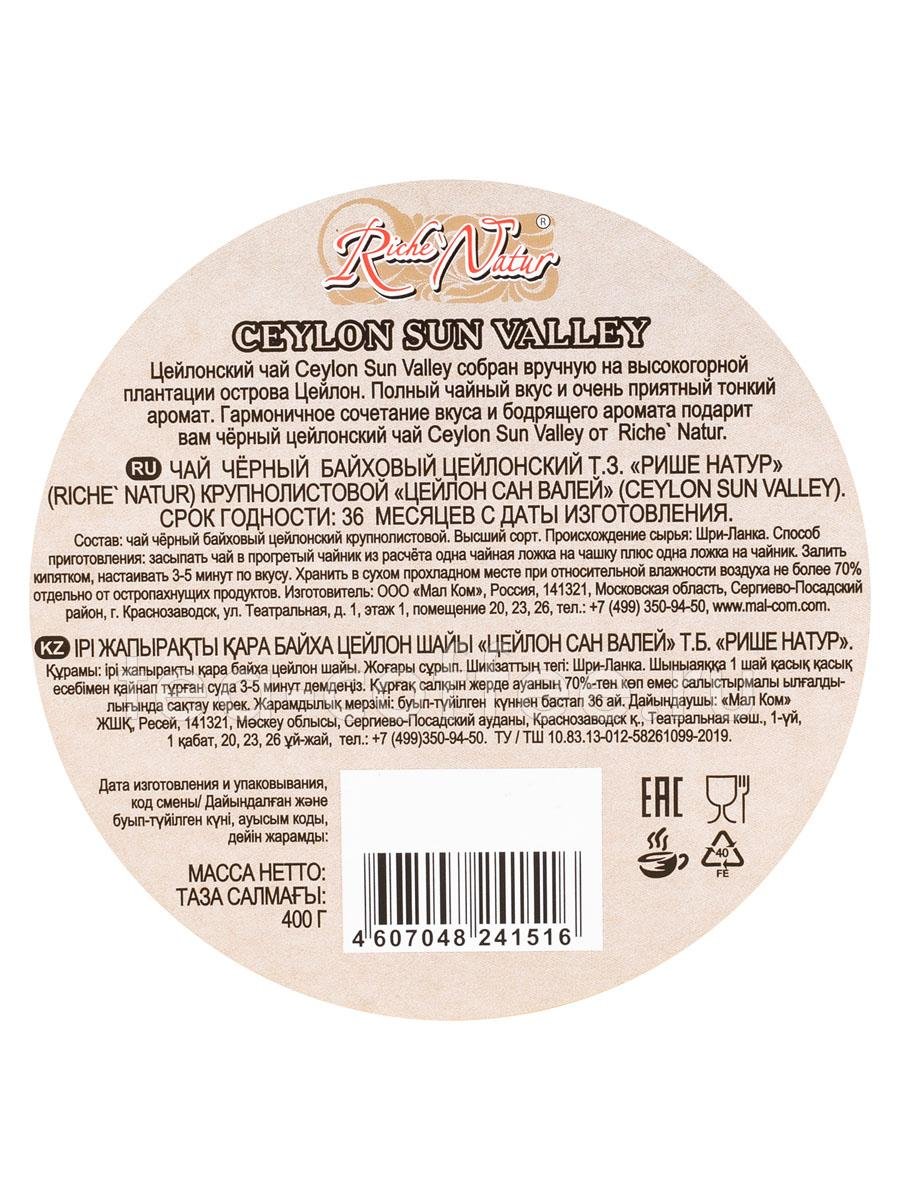 Riche` Natur ®
CEYLON SUN VALLEY
Цейлонский чай Ceylon Sun Valley собран вручную на высокогорной
плантации острова Цейлон. Полный чайный вкус и очень приятный тонкий
аромат. Гармоничное сочетание вкуса и бодрящего аромата подарит
вам чёрный цейлонский чай Ceylon Sun Valley от Riche` Natur.
RU ЧАЙ ЧЁРНЫЙ БАЙХОВЫЙ ЦЕЙЛОНСКИЙ Т.З. «РИШЕ НАТУР»
(RICHE` NATUR) КРУПНОЛИСТОВОЙ «ЦЕЙЛОН САН ВАЛЕЙ» (CEYLON SUN VALLEY).
СРОК ГОДНОСТИ: 36 МЕСЯЦЕВ С ДАТЫ ИЗГОТОВЛЕНИЯ.
Состав: чай чёрный байховый цейлонский крупнолистовой. Высший сорт. Происхождение сырья: Шри-Ланка. Способ
приготовления: засыпать чай в прогретый чайник из расчёта одна чайная ложка на чашку плюс одна ложка на чайник. Залить
кипятком, настаивать 3-5 минут по вкусу. Хранить в сухом прохладном месте при относительной влажности воздуха не более 70%
отдельно от остропахнущих продуктов. Изготовитель: ООО «Мал Ком», Россия, 141321, Московская область, Сергиево-Посадский
район, г. Краснозаводск, ул. Театральная, д. 1, этаж 1, помещение 20, 23, 26, тел.: +7 (499) 350-94-50, www.mal-com.com.
KZ ІРІ ЖАПЫРАҚТЫ ҚАРА БАЙХА ЦЕЙЛОН ШАЙЫ «ЦЕЙЛОН САН ВАЛЕЙ» Т.Б. «РИШЕ НАТУР».
Құрамы: ірі жапырақты қара байха цейлон шайы. Жоғары сұрып. Шикізаттың тегі: Шри-Ланка. Шыныаяққа 1 шай қасық қасық
есебімен қайнап тұрған суда 3-5 минут демдеңіз. Құрғақ салқын жерде ауаның 70%-тен көп емес салыстырмалы ылғалды-
лығында сақтау керек. Жарамдылық мерзімі: буып-түйілген күннен бастап 36 ай. Дайындаушы: «Мал Ком»
ЖШҚ, Ресей, 141321, Мәскеу облысы, Сергиево-Посадский ауданы, Краснозаводск қ., Театральная көш., 1-үй,
1 қабат, 20, 23, 26 үй-жай, тел.: +7 (499)350-94-50. ТУ / ТШ 10.83.13-012-58261099-2019.
Дата изготовления и упаковывания,
код смены/ Дайындалған және
буып-түйілген күні, ауысым коды,
дейін жарамды:
МАССА НЕТТО:
ТАЗА САЛМАҒЫ:
400 Г
4 607048 241516
EAC
40
FE